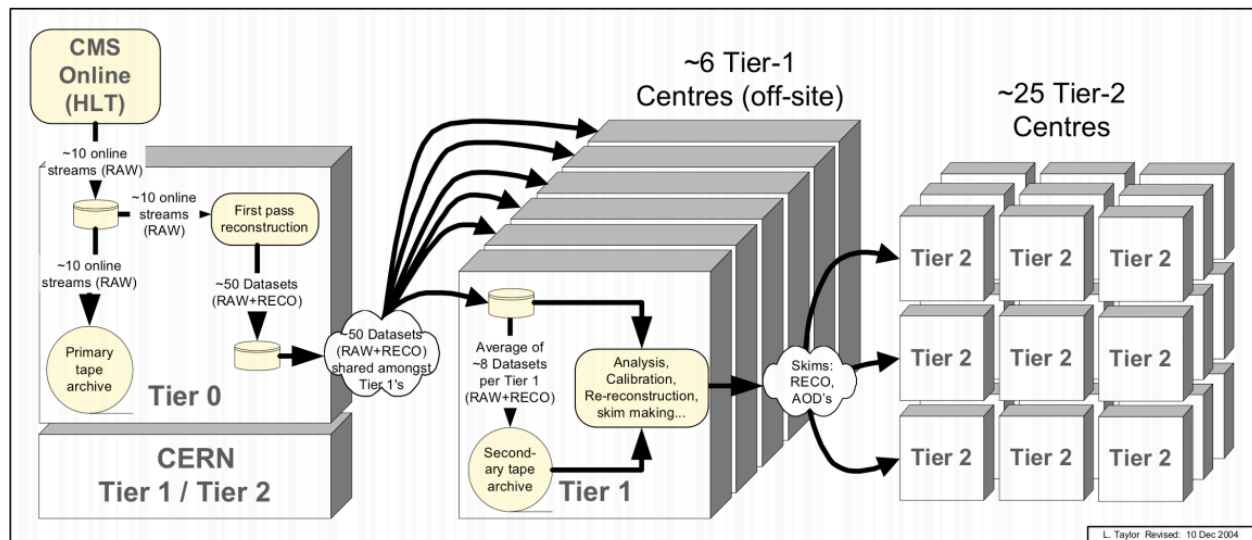 CMS
Online
(HLT)
~10 online
streams (RAW)
~10 online
streams
(RAW)
First pass
reconstruction
~10 online
streams (RAW)
~50 Datasets
(RAW+RECO)
Primary
tape
archive
Tier 0
CERN
Tier 1 / Tier 2
~50 Datasets
(RAW+RECO)
shared amongst
Tier 1's
~6 Tier-1
Centres (off-site)
Average of
~8 Datasets
per Tier 1
(RAW+RECO)
Second-
ary tape
archive
Analysis,
Calibration,
Re-reconstruction,
skim making...
Tier 1
Skims:
RECO,
AOD's
~25 Tier-2
Centres
Tier 2
Tier 2
Tier 2
Tier 2
Tier 2
Tier 2
Tier 2
Tier 2
Tier 2
L. Taylor Revised: 10 Dec 2004